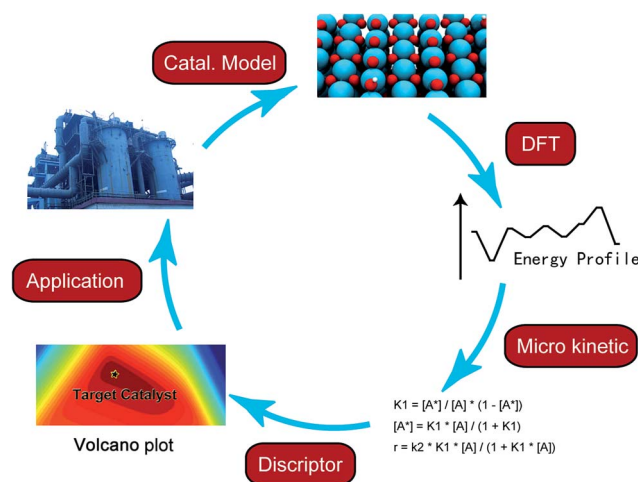 Catal. Model
DFT
Energy Profile
Application
Micro kinetic
Target Catalyst
K1 = [A*] / [A] * (1 - [A*])
[A*] = K1 * [A] / (1 + K1)
r = k2 * K1 * [A] / (1 + K1 * [A])
Volcano plot
Discriptor